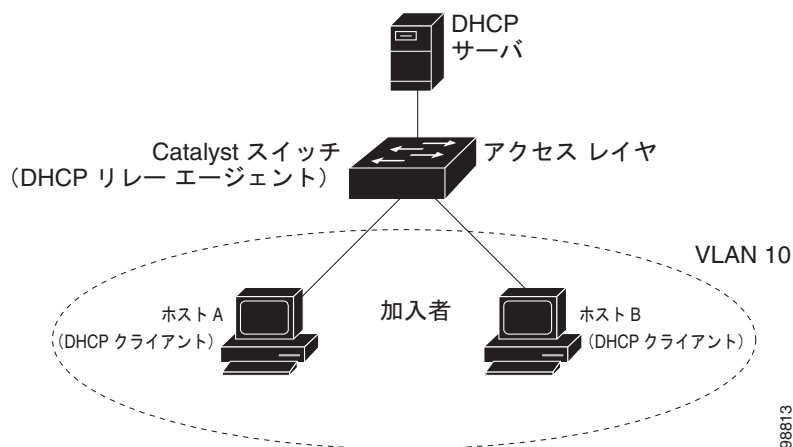 DHCP
サーバ
Catalyst スイッチ
（DHCP リレー エージェント）
アクセス レイヤ
VLAN 10
ホスト A
（DHCP クライアント）
加入者
ホスト B
（DHCP クライアント）
98813